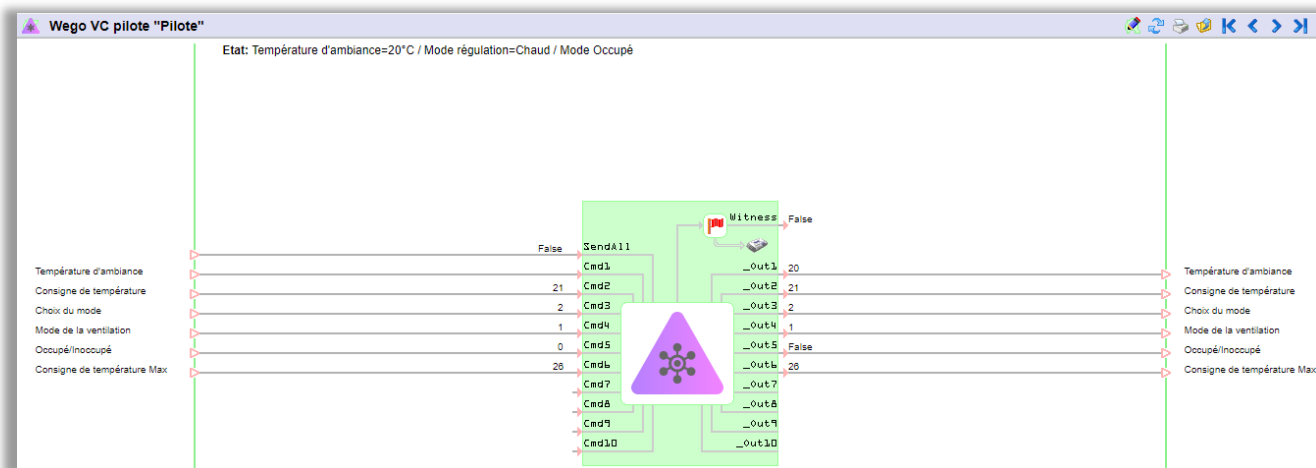 Wego VC pilote "Pilote"
Etat: Température d'ambiance=20°C / Mode régulation=Chaud / Mode Occupé
Witness False
False SendAll
Température d'ambiance Cmd1 _Out1 20 Température d'ambiance
Consigne de température 21 Cmd2 _Out2 21 Consigne de température
Choix du mode 2 Cmd3 _Out3 2 Choix du mode
Mode de la ventilation 1 Cmd4 _Out4 1 Mode de la ventilation
Occupé/Inoccupé 0 Cmd5 _Out5 False Occupé/Inoccupé
Consigne de température Max 26 Cmd6 _Out6 26 Consigne de température Max
Cmd7 _Out7
Cmd8 _Out8
Cmd9 _Out9
Cmd10 _Out10